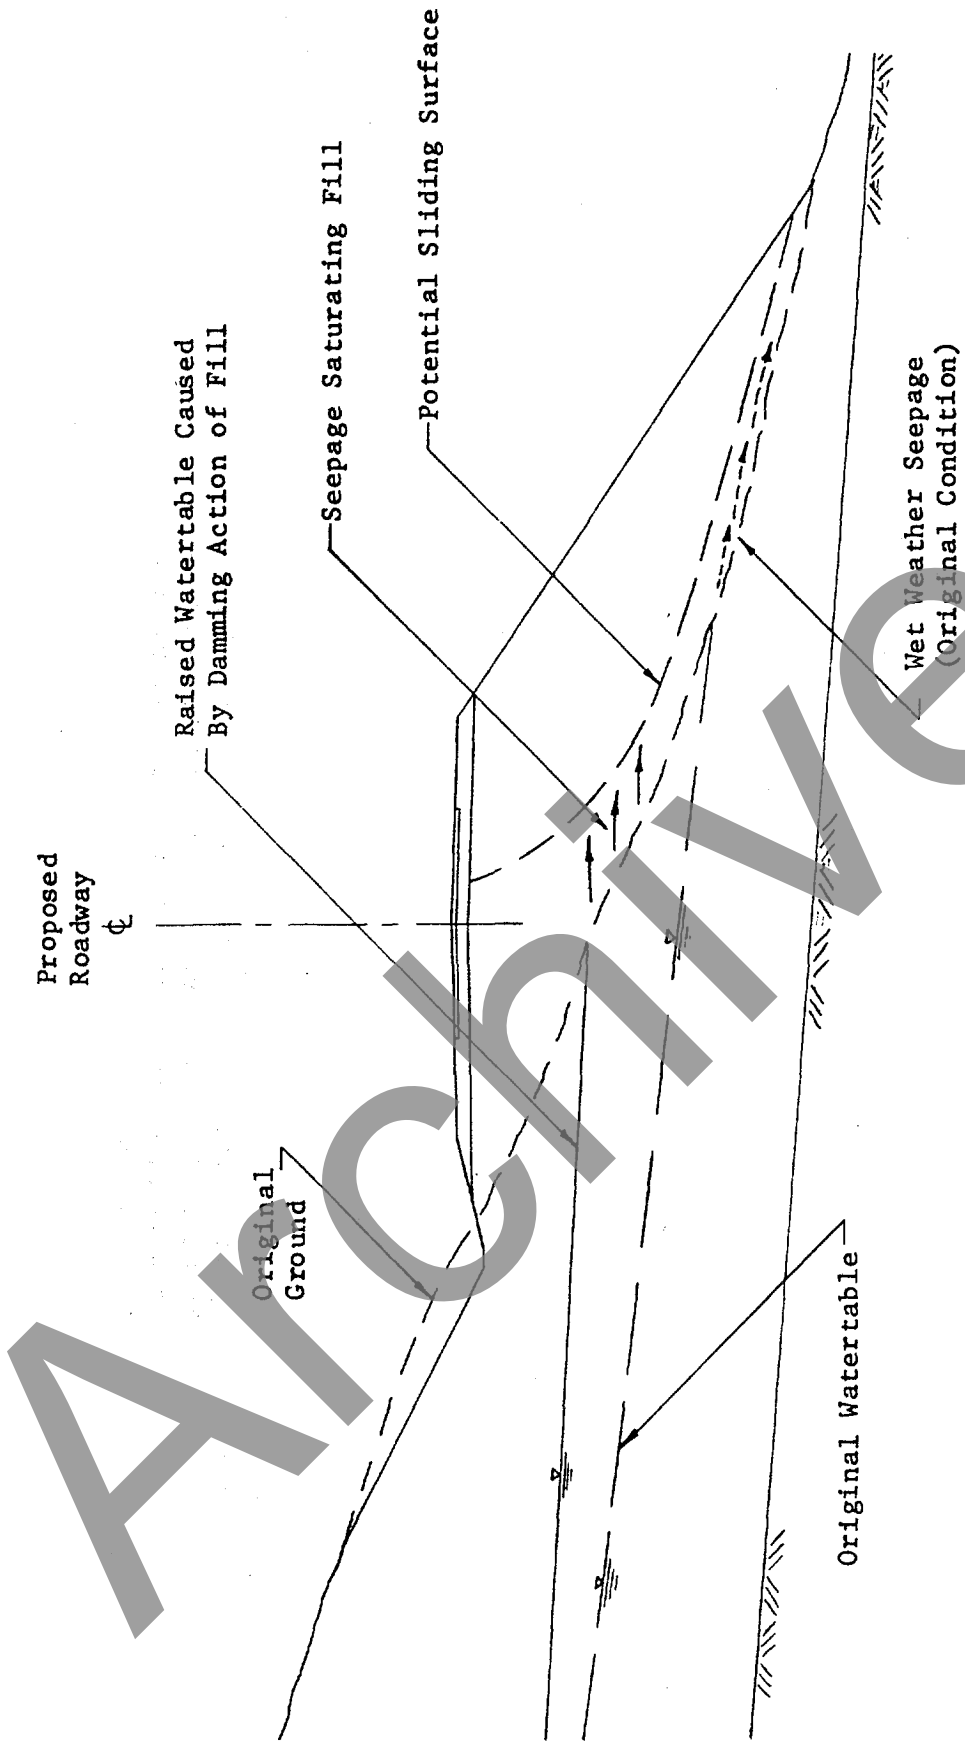 Proposed
Roadway
℄
Raised Watertable Caused
By Damming Action of Fill
Seepage Saturating Fill
Potential Sliding Surface
Original
Ground
Original Watertable
Wet Weather Seepage
(Original Condition)
Archive